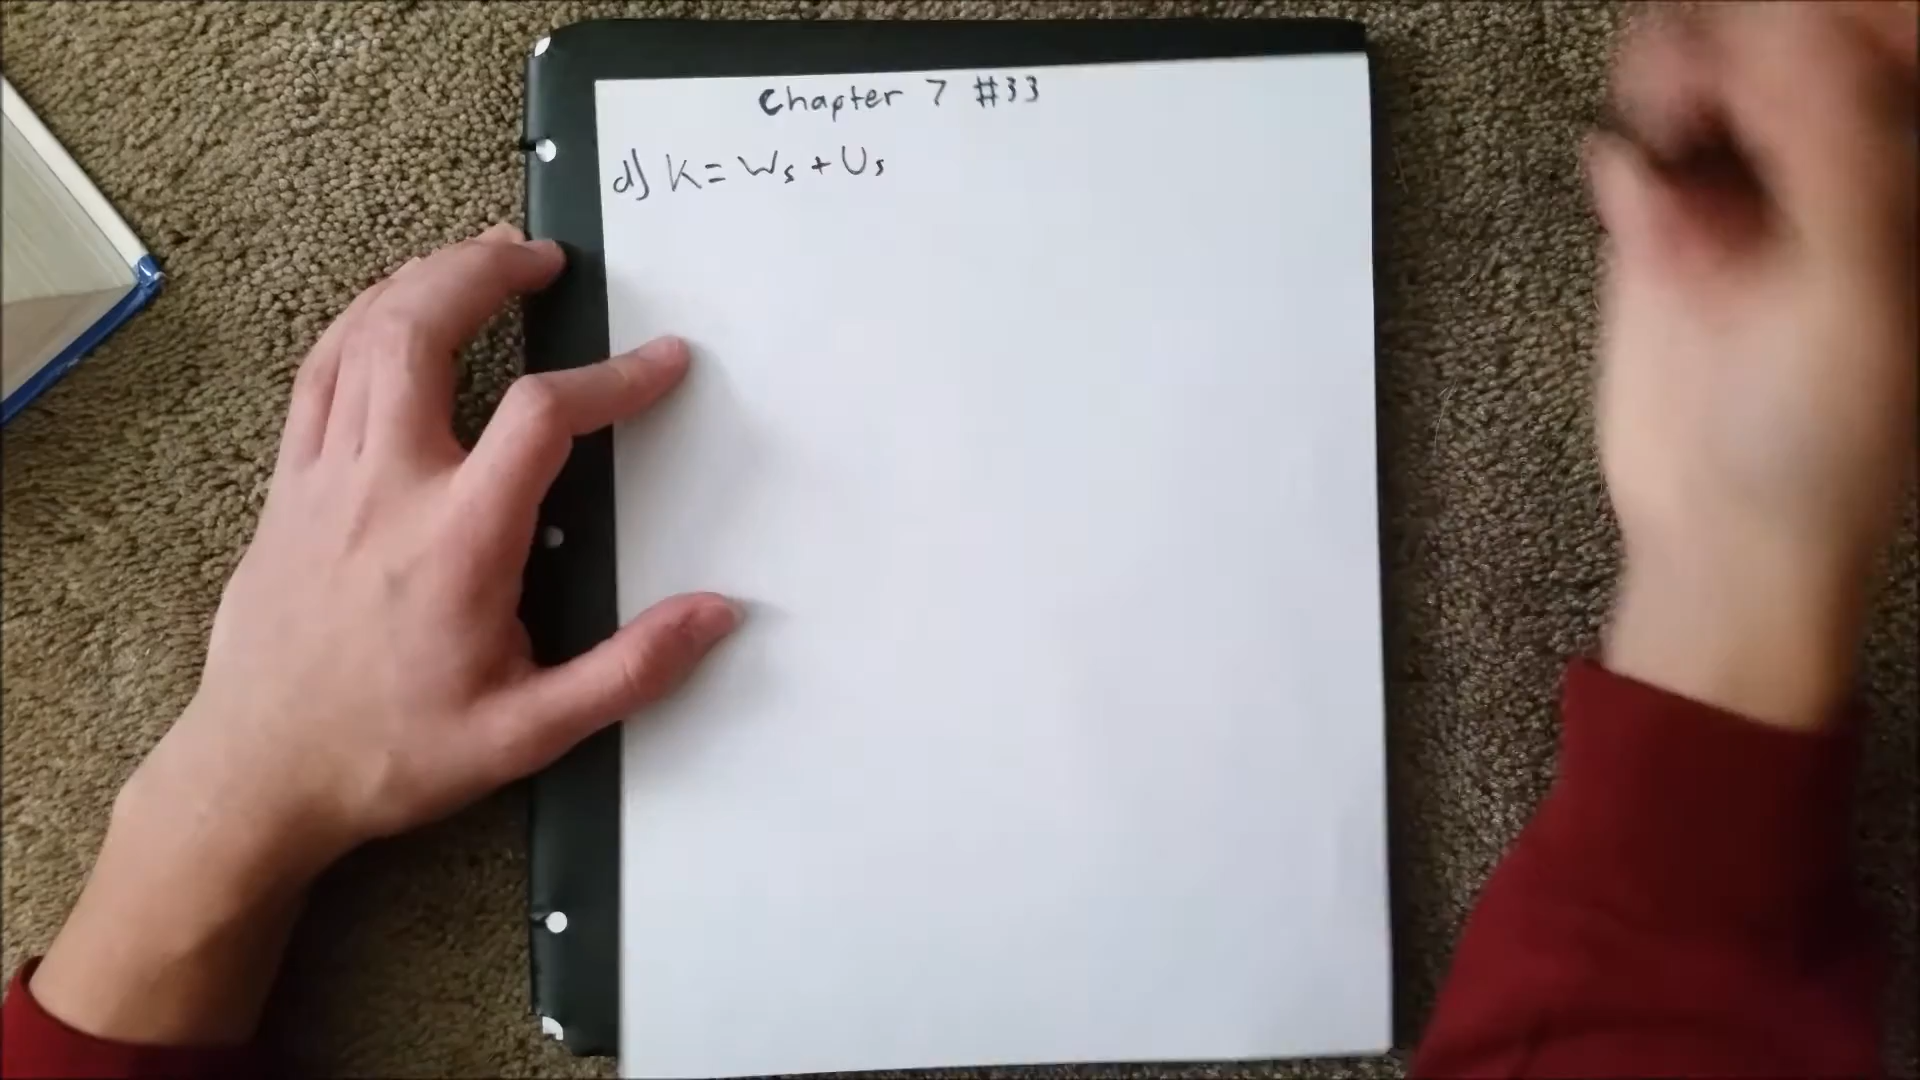 Chapter 7 #33
d) K = Ws + Us